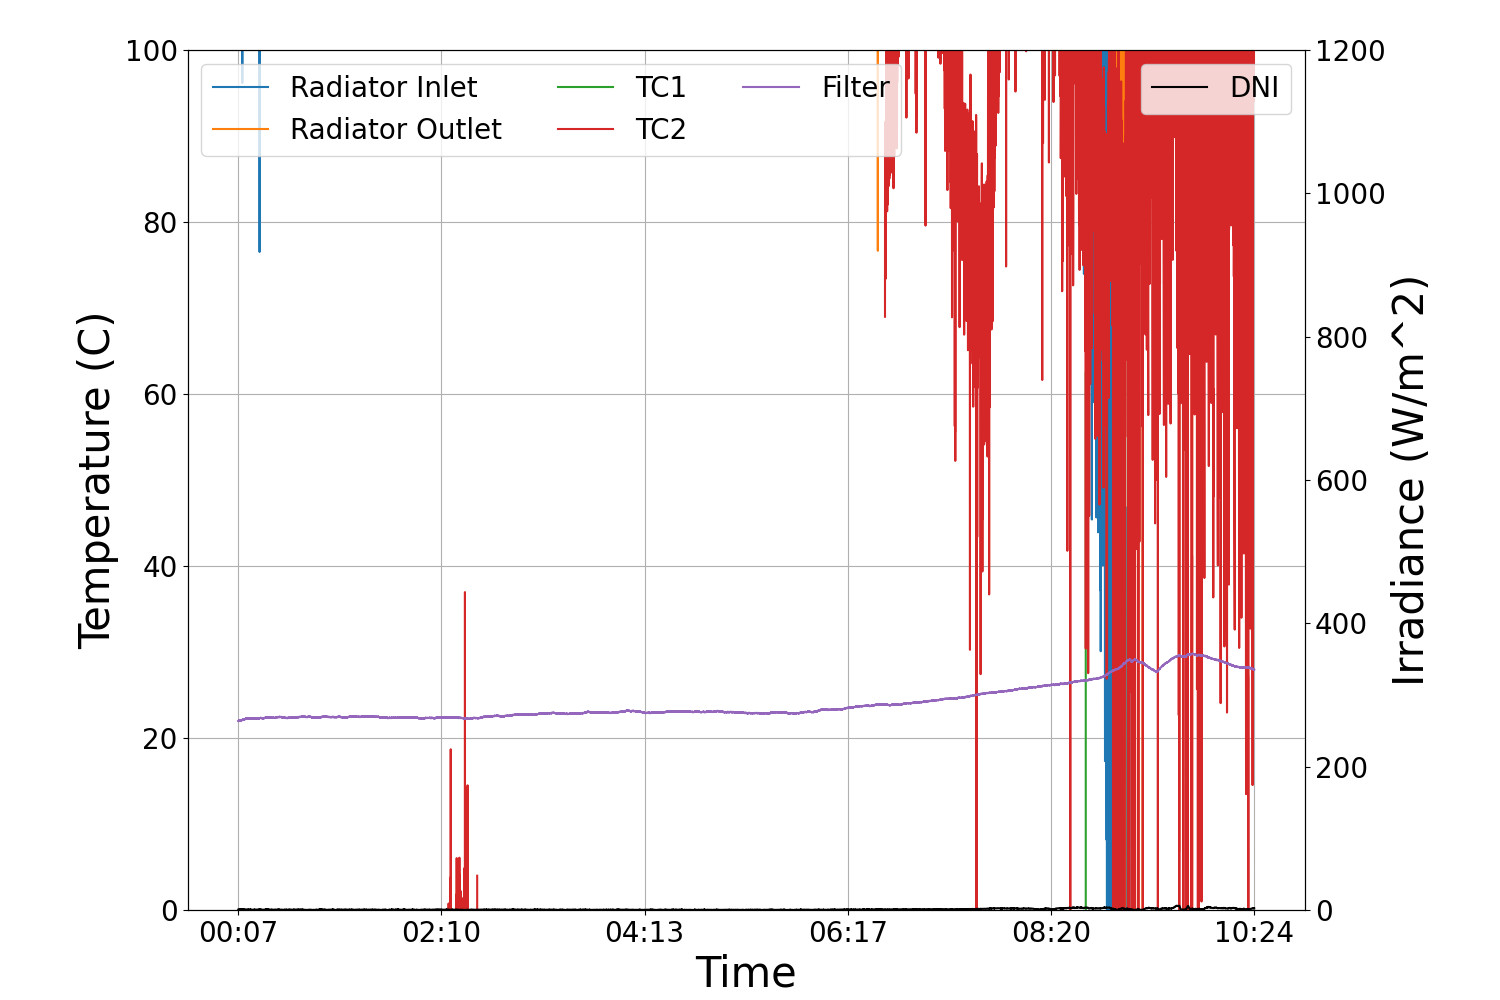 100
80
60
40
20
0
Temperature (C)
Radiator Inlet
Radiator Outlet
TC1
TC2
Filter
DNI
1200
1000
800
600
400
200
0
Irradiance (W/m^2)
00:07
02:10
04:13
06:17
08:20
10:24
Time